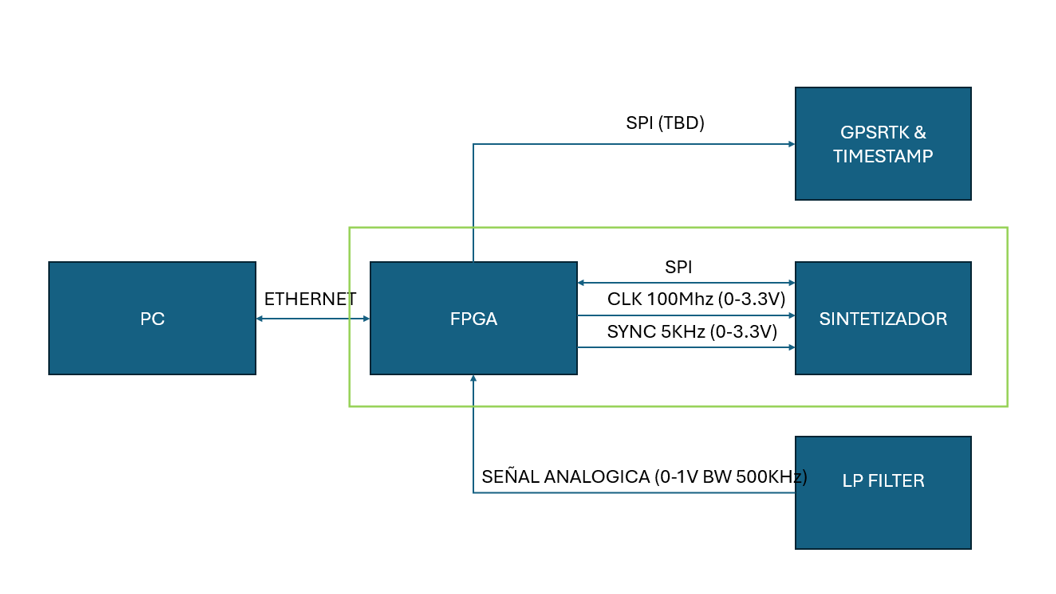 SPI (TBD)
GPSRTK &
TIMESTAMP
PC
ETHERNET
FPGA
SPI
CLK 100Mhz (0-3.3V)
SYNC 5KHz (0-3.3V)
SINTETIZADOR
SEÑAL ANALOGICA (0-1V BW 500KHz)
LP FILTER